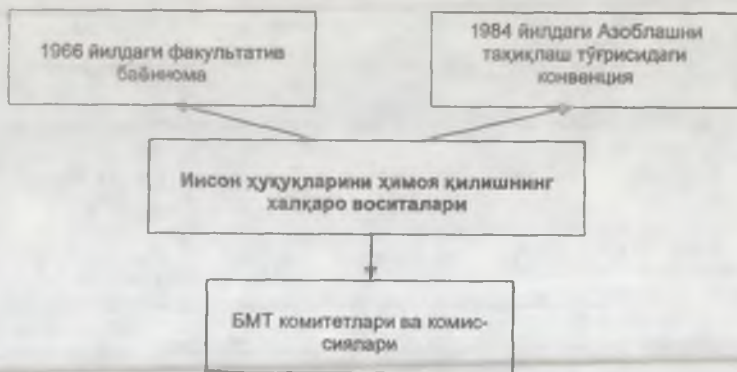 1966 йилдаги факультатив
баённома
1984 йилдаги Азоблашни
тақиқлаш тўғрисидаги
конвенция
Инсон ҳуқуқларини ҳимоя қилишнинг
халқаро воситалари
БМТ комитетлари ва комис-
сиялари